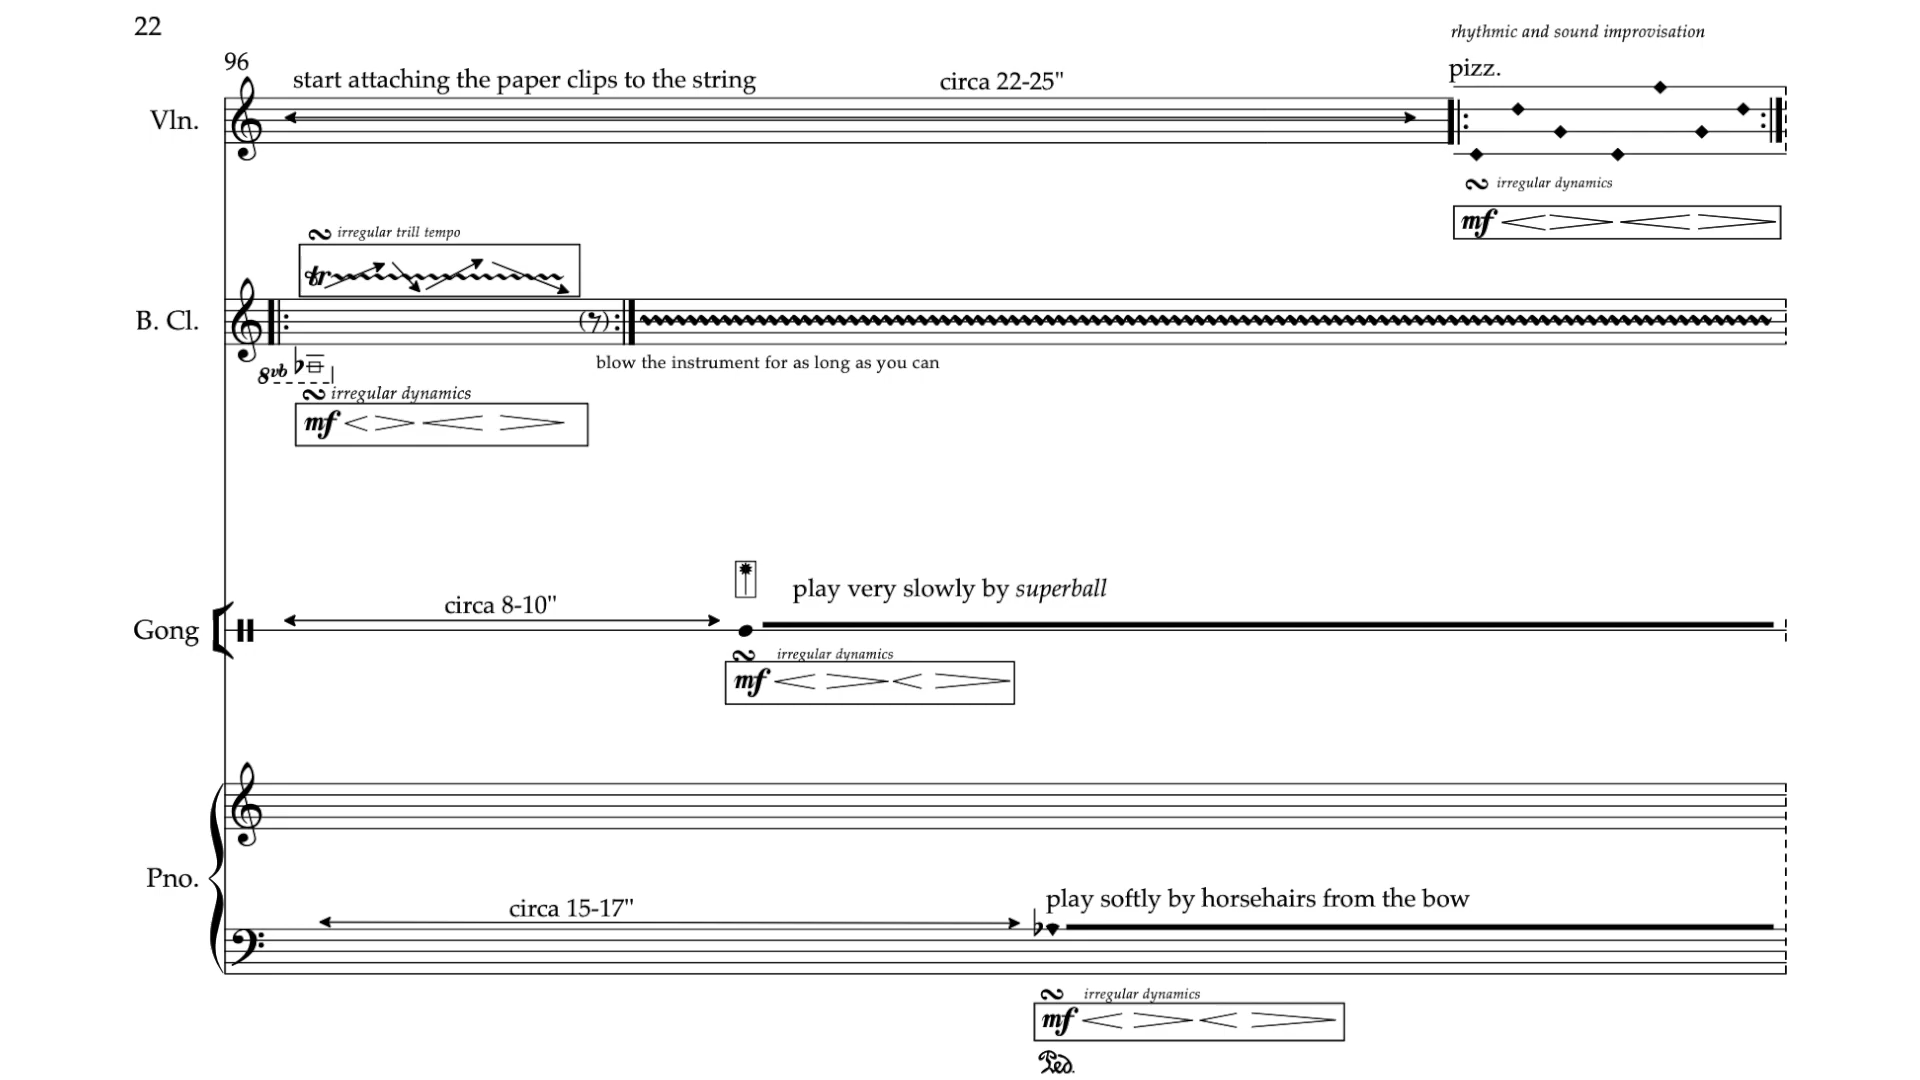 22
96
rhythmic and sound improvisation
start attaching the paper clips to the string
circa 22-25"
pizz.
Vln.
irregular dynamics
mf
irregular trill tempo
tr
B. Cl.
8vb
blow the instrument for as long as you can
irregular dynamics
mf
play very slowly by superball
circa 8-10"
Gong
irregular dynamics
mf
Pno.
circa 15-17"
play softly by horsehairs from the bow
irregular dynamics
mf
Ped.